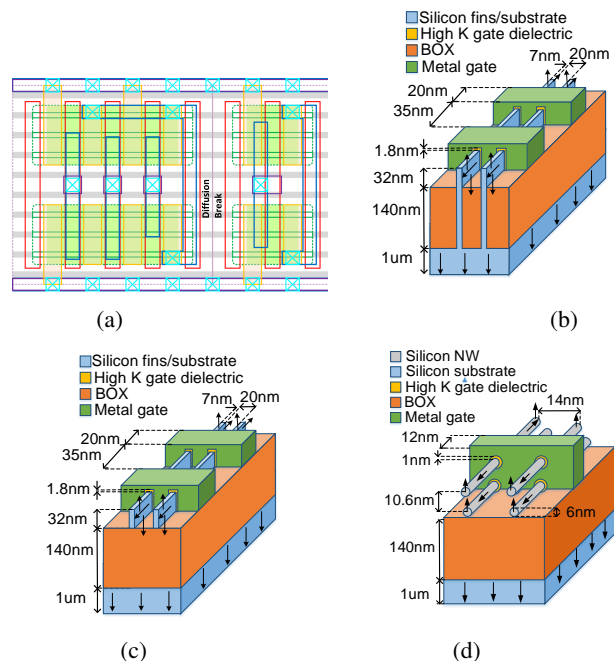 Diffusion
Break
(a)
Silicon fins/substrate
High K gate dielectric
BOX
Metal gate
7nm
20nm
20nm
35nm
1.8nm
32nm
140nm
1um
(b)
Silicon fins/substrate
High K gate dielectric
BOX
Metal gate
7nm
20nm
20nm
35nm
1.8nm
32nm
140nm
1um
(c)
Silicon NW
Silicon substrate
High K gate dielectric
BOX
Metal gate
14nm
12nm
1nm
10.6nm
6nm
140nm
1um
(d)